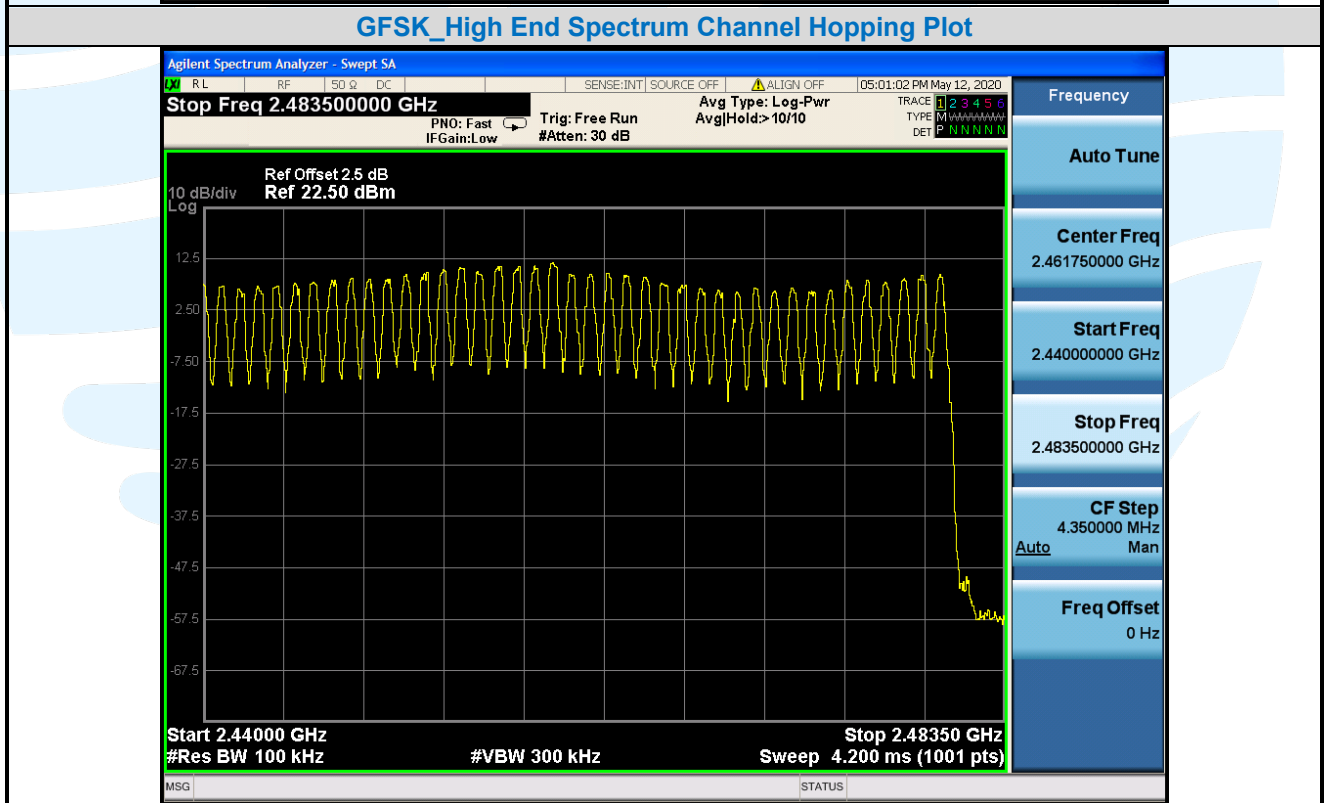 GFSK_High End Spectrum Channel Hopping Plot
Agilent Spectrum Analyzer - Swept SA
LXI RL RF 50 Ω DC SENSE:INT SOURCE OFF ALIGN OFF 05:01:02 PM May 12, 2020
Stop Freq 2.483500000 GHz
PNO: Fast
IFGain:Low
Trig: Free Run
#Atten: 30 dB
Avg Type: Log-Pwr
Avg|Hold:>10/10
TRACE 1 2 3 4 5 6
TYPE M WWWWW
DET P N N N N N
Ref Offset 2.5 dB
10 dB/div Ref 22.50 dBm
Log
12.5
2.50
-7.50
-17.5
-27.5
-37.5
-47.5
-57.5
-67.5
Start 2.44000 GHz Stop 2.48350 GHz
#Res BW 100 kHz #VBW 300 kHz Sweep 4.200 ms (1001 pts)
MSG STATUS
Frequency
Auto Tune
Center Freq
2.461750000 GHz
Start Freq
2.440000000 GHz
Stop Freq
2.483500000 GHz
CF Step
4.350000 MHz
Auto Man
Freq Offset
0 Hz